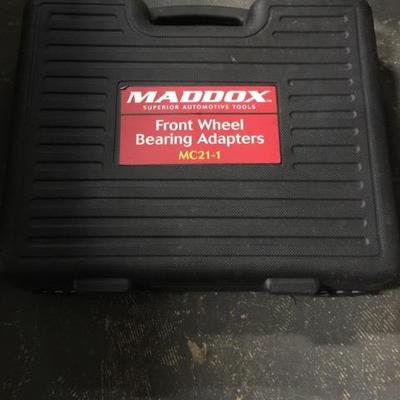 MADDOX
SUPERIOR AUTOMOTIVE TOOLS
Front Wheel
Bearing Adapters
MC21-1